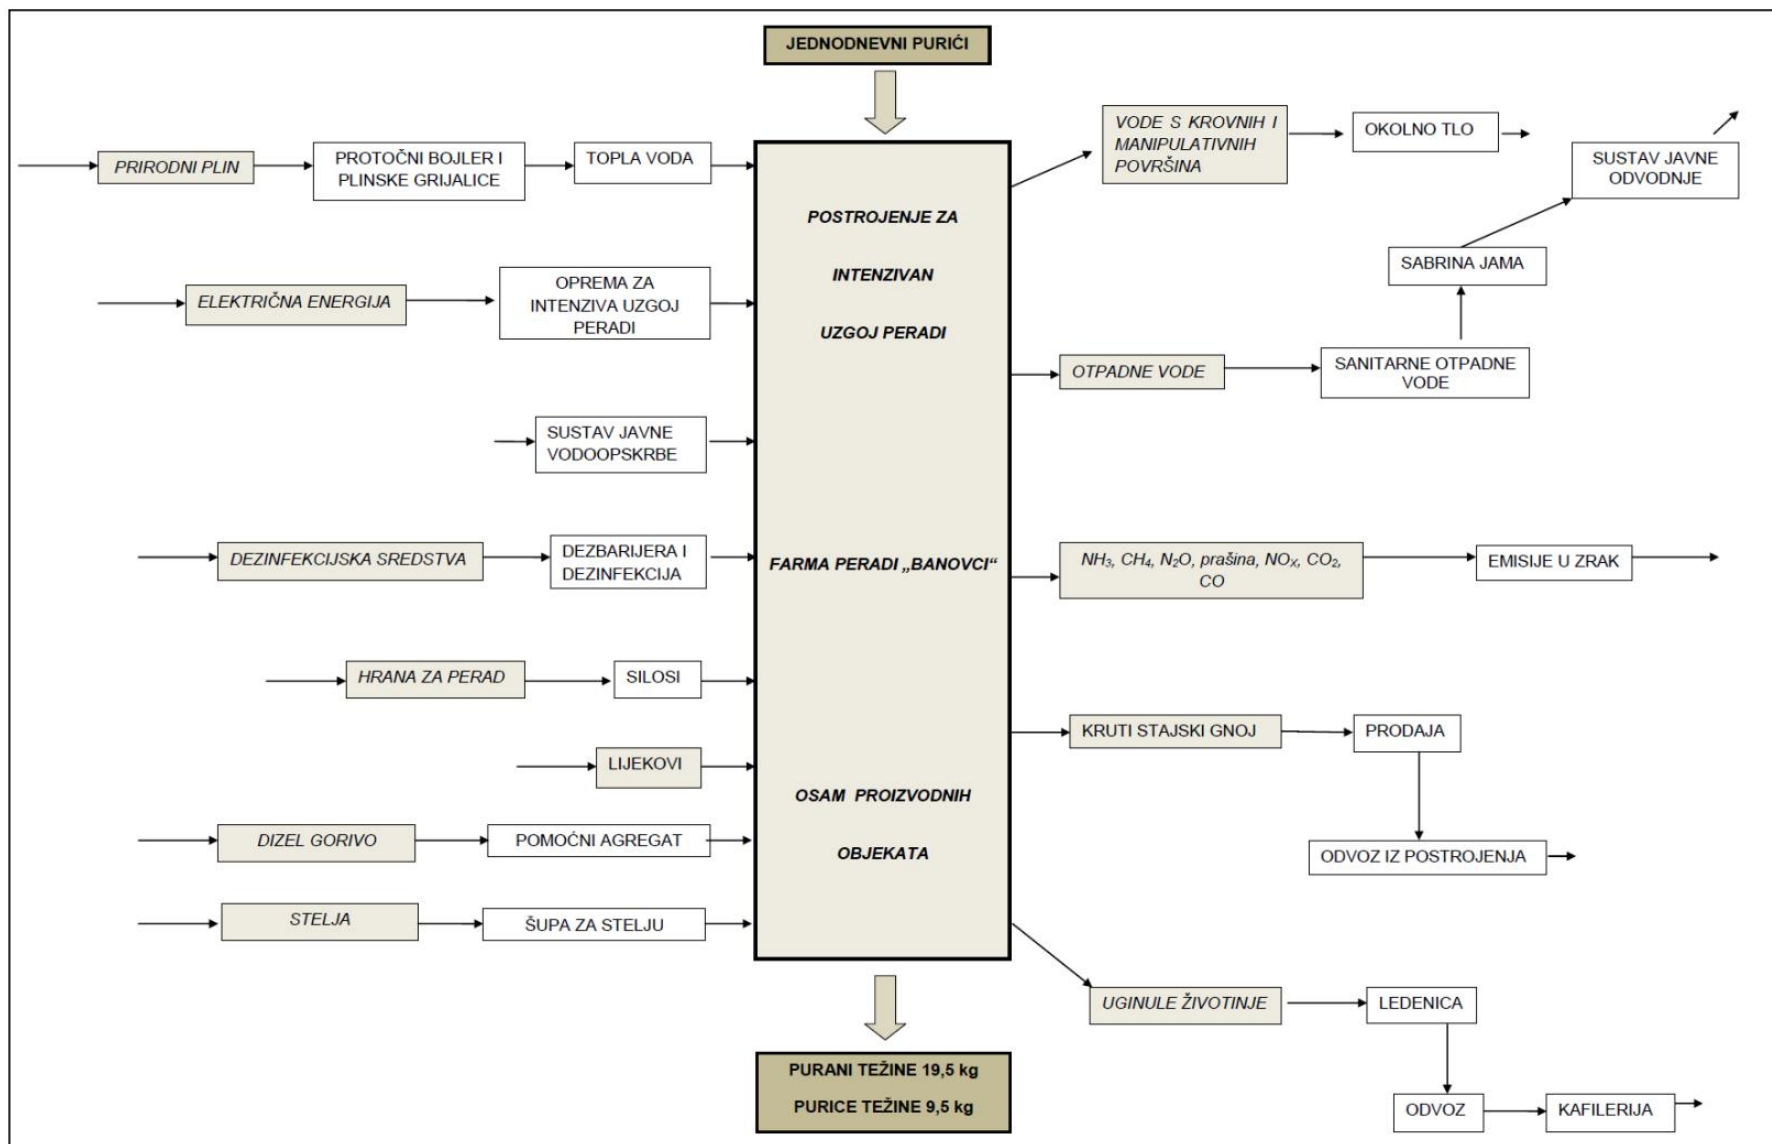 JEDNODNEVNI PURIĆI
PRIRODNI PLIN
PROTOČNI BOJLER I
PLINSKE GRIJALICE
TOPLA VODA
ELEKTRIČNA ENERGIJA
OPREMA ZA
INTENZIVA UZGOJ
PERADI
SUSTAV JAVNE
VODOOPSKRBE
DEZINFEKCIJSKA SREDSTVA
DEZBARIJERA I
DEZINFEKCIJA
HRANA ZA PERAD
SILOSI
LIJEKOVI
DIZEL GORIVO
POMOĆNI AGREGAT
STELJA
ŠUPA ZA STELJU
POSTROJENJE ZA
INTENZIVAN
UZGOJ PERADI
FARMA PERADI „BANOVCI“
OSAM PROIZVODNIH
OBJEKATA
VODE S KROVNIH I
MANIPULATIVNIH
POVRŠINA
OKOLNO TLO
SUSTAV JAVNE
ODVODNJE
SABRINA JAMA
OTPADNE VODE
SANITARNE OTPADNE
VODE
NH₃, CH₄, N₂O, prašina, NOₓ, CO₂,
CO
EMISIJE U ZRAK
KRUTI STAJSKI GNOJ
PRODAJA
ODVOZ IZ POSTROJENJA
UGINULE ŽIVOTINJE
LEDENICA
ODVOZ
KAFILERIJA
PURANI TEŽINE 19,5 kg
PURICE TEŽINE 9,5 kg